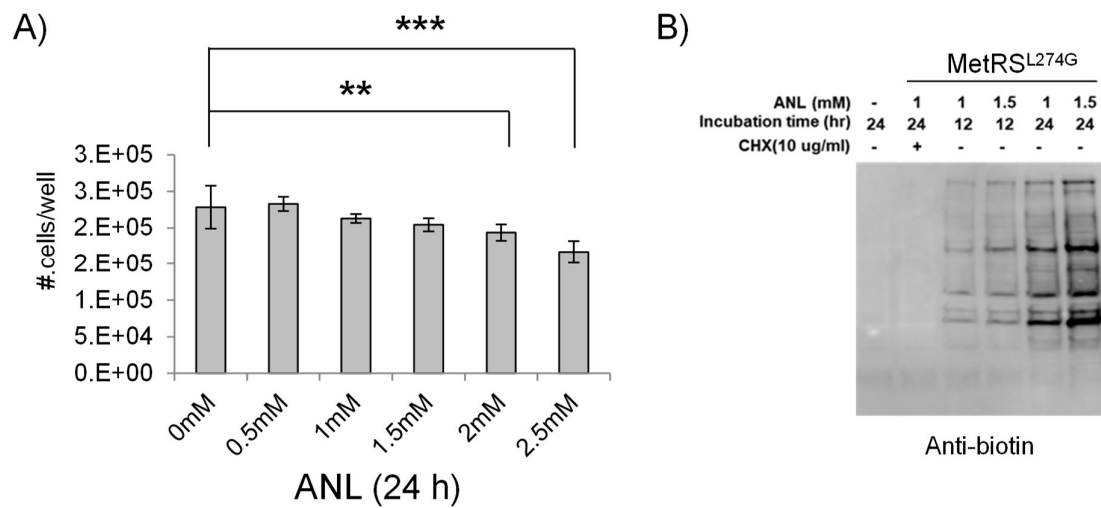 A)
***
**
3.E+05
3.E+05
2.E+05
2.E+05
1.E+05
5.E+04
0.E+00
#.cells/well
0mM
0.5mM
1mM
1.5mM
2mM
2.5mM
ANL (24 h)
B)
MetRSL274G
ANL (mM) - 1 1 1.5 1 1.5
Incubation time (hr) 24 24 12 12 24 24
CHX(10 ug/ml) - + - - - -
Anti-biotin